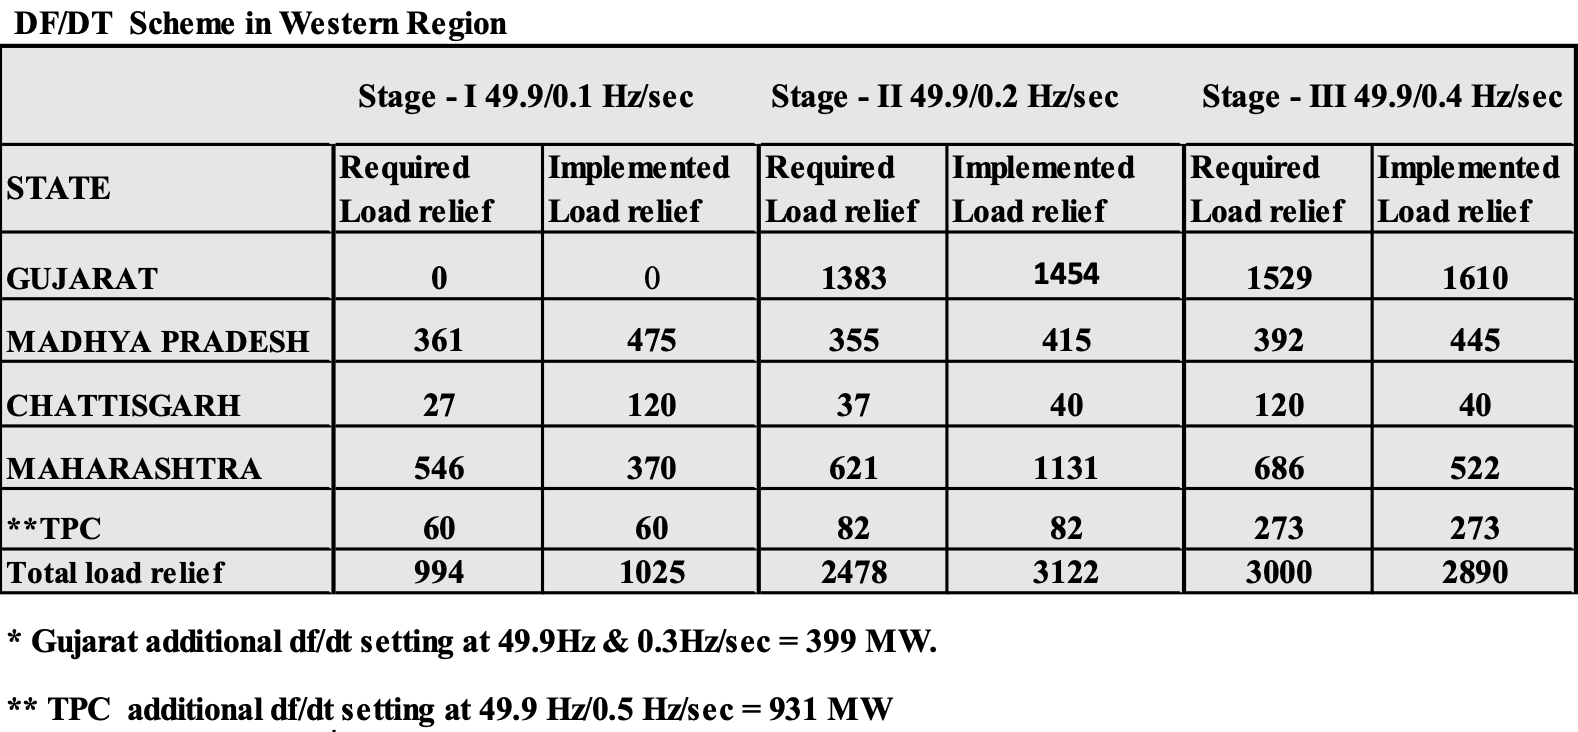 DF/DT Scheme in Western Region
Stage - I 49.9/0.1 Hz/sec Stage - II 49.9/0.2 Hz/sec Stage - III 49.9/0.4 Hz/sec
STATE Required Load relief Implemented Load relief Required Load relief Implemented Load relief Required Load relief Implemented Load relief
GUJARAT 0 0 1383 1454 1529 1610
MADHYA PRADESH 361 475 355 415 392 445
CHATTISGARH 27 120 37 40 120 40
MAHARASHTRA 546 370 621 1131 686 522
**TPC 60 60 82 82 273 273
Total load relief 994 1025 2478 3122 3000 2890
* Gujarat additional df/dt setting at 49.9Hz & 0.3Hz/sec = 399 MW.
** TPC additional df/dt setting at 49.9 Hz/0.5 Hz/sec = 931 MW